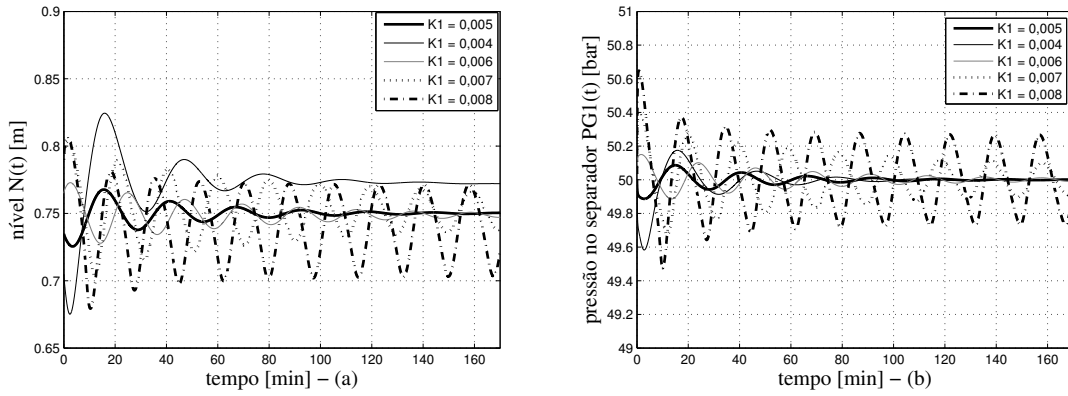 nível N(t) [m]
0.9
0.85
0.8
0.75
0.7
0.65
0 20 40 60 80 100 120 140 160
tempo [min] − (a)
K1 = 0,005
K1 = 0,004
K1 = 0,006
K1 = 0,007
K1 = 0,008
pressão no separador PG1(t) [bar]
51
50.8
50.6
50.4
50.2
50
49.8
49.6
49.4
49.2
49
0 20 40 60 80 100 120 140 160
tempo [min] − (b)
K1 = 0,005
K1 = 0,004
K1 = 0,006
K1 = 0,007
K1 = 0,008